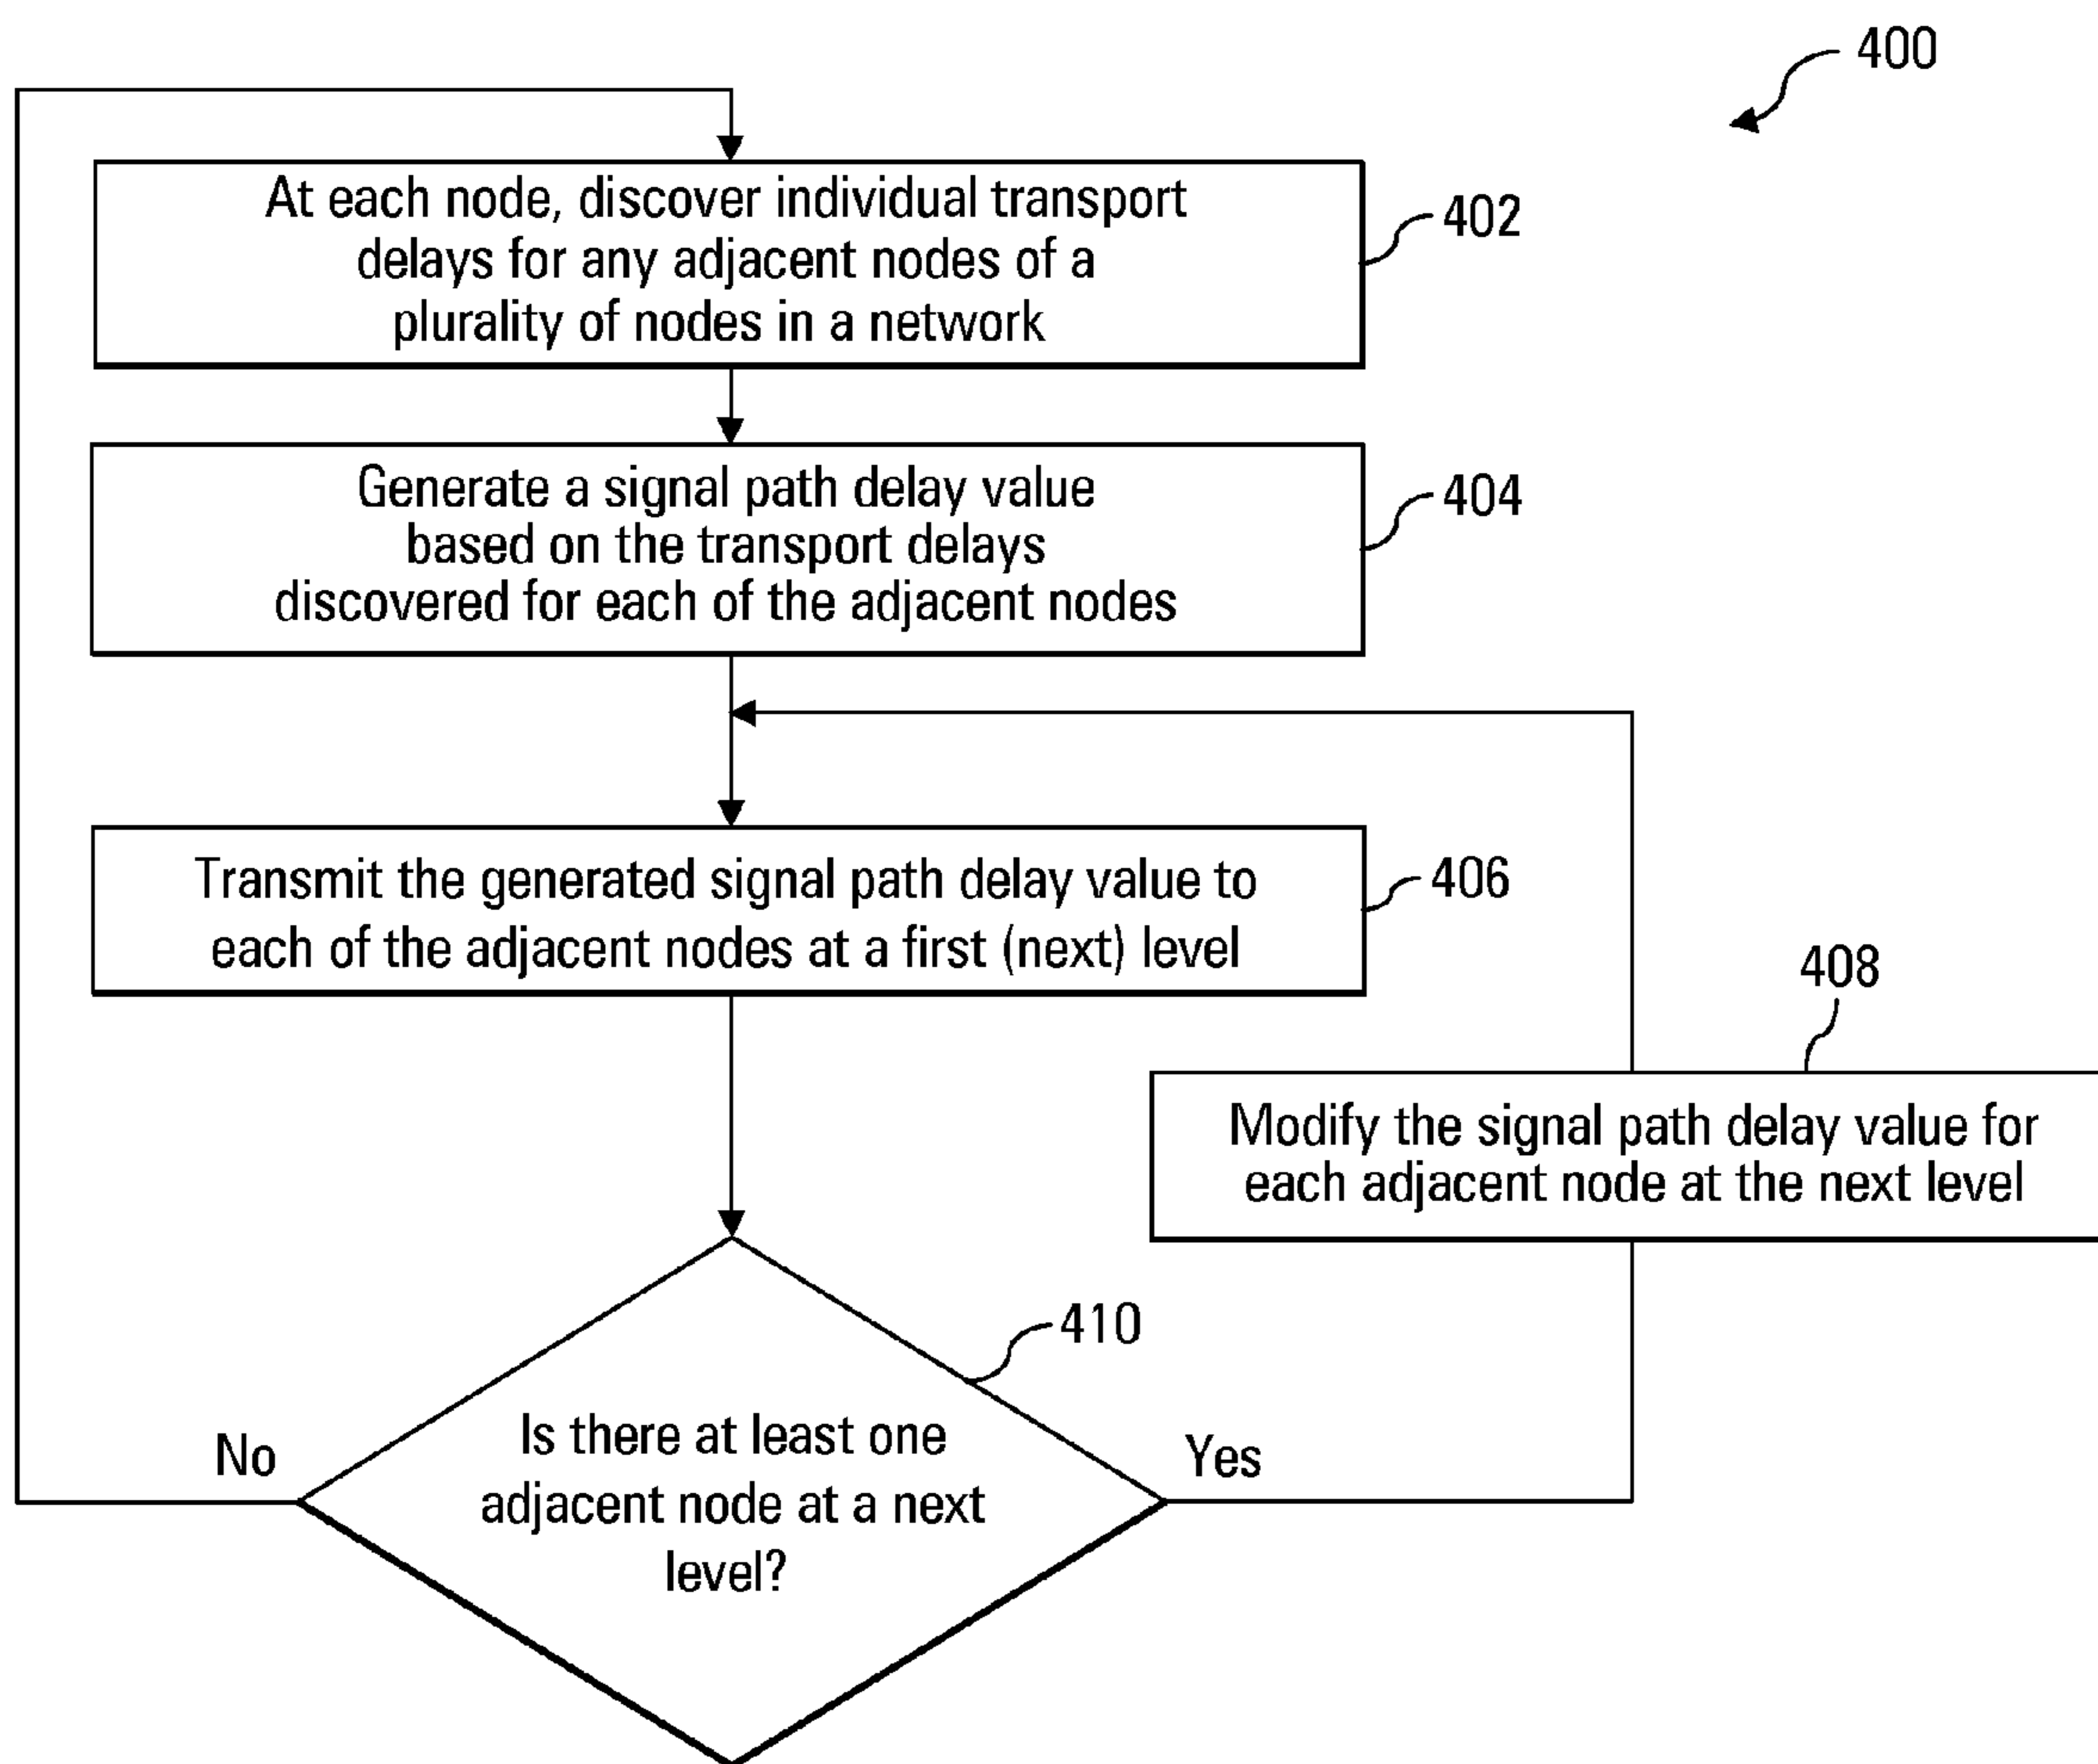 400
At each node, discover individual transport
delays for any adjacent nodes of a
plurality of nodes in a network
402
Generate a signal path delay value
based on the transport delays
discovered for each of the adjacent nodes
404
Transmit the generated signal path delay value to
each of the adjacent nodes at a first (next) level
406
408
Modify the signal path delay value for
each adjacent node at the next level
410
Is there at least one
adjacent node at a next
level?
No
Yes